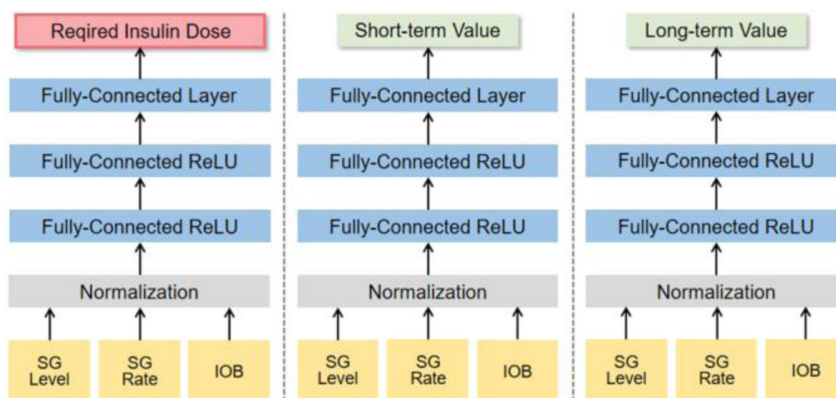 Reqired Insulin Dose
Short-term Value
Long-term Value
Fully-Connected Layer
Fully-Connected Layer
Fully-Connected Layer
Fully-Connected ReLU
Fully-Connected ReLU
Fully-Connected ReLU
Fully-Connected ReLU
Fully-Connected ReLU
Fully-Connected ReLU
Normalization
Normalization
Normalization
SG
Level
SG
Rate
IOB
SG
Level
SG
Rate
IOB
SG
Level
SG
Rate
IOB